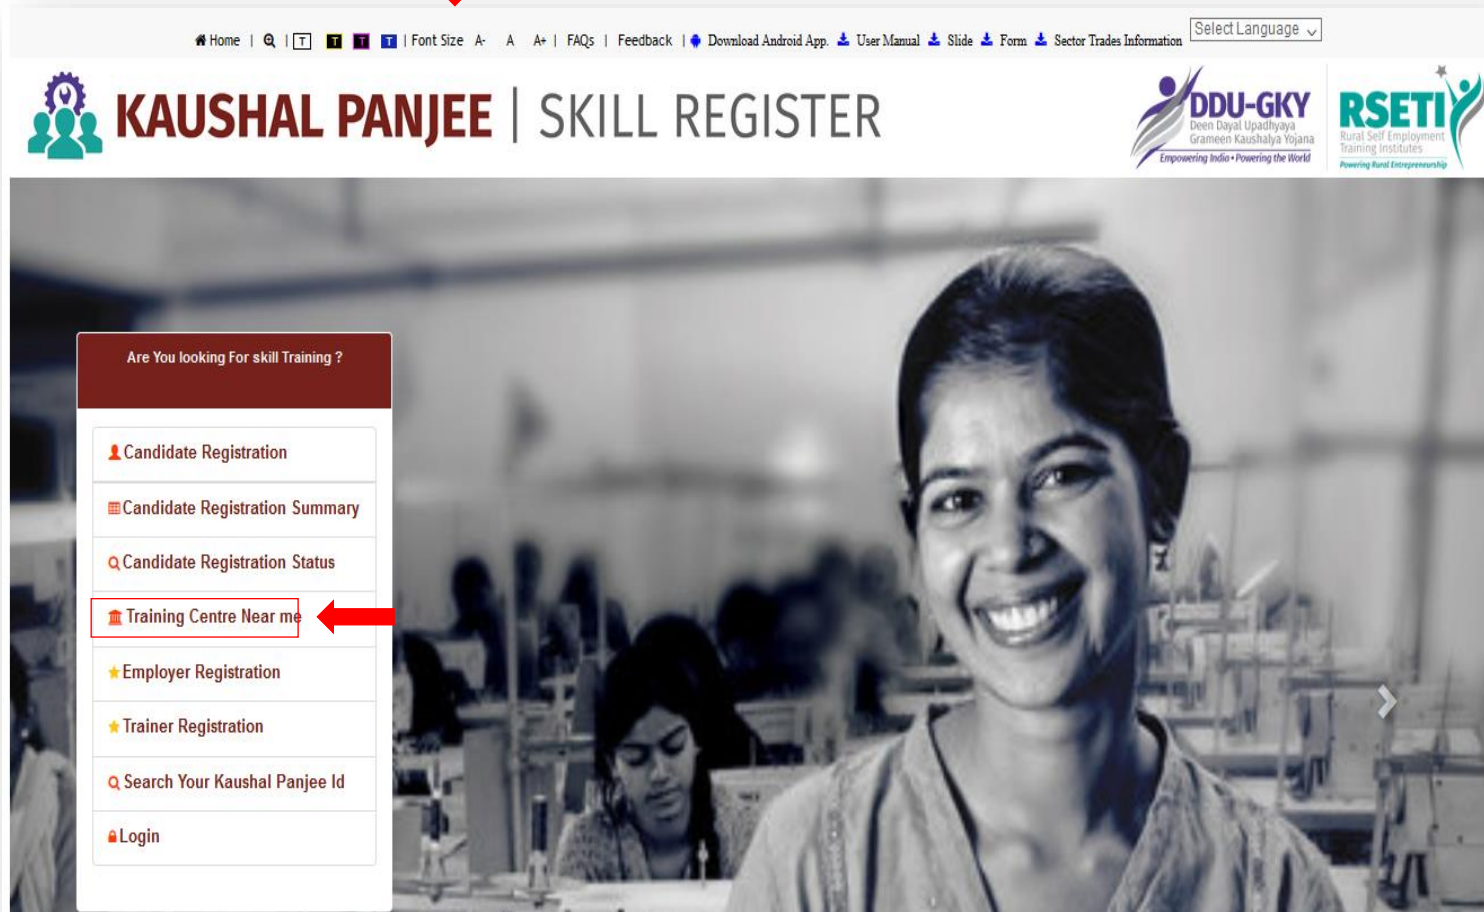 Home | | T T T T | Font Size A- A A+ | FAQs | Feedback | Download Android App. User Manual Slide Form Sector Trades Information Select Language
KAUSHAL PANJEE | SKILL REGISTER
DDU-GKY
Deen Dayal Upadhyaya
Grameen Kaushalya Yojana
Empowering India • Powering the World
RSETI
Rural Self Employment
Training Institutes
Powering Rural Entrepreneurship
Are You looking For skill Training ?
Candidate Registration
Candidate Registration Summary
Candidate Registration Status
Training Centre Near me
Employer Registration
Trainer Registration
Search Your Kaushal Panjee Id
Login